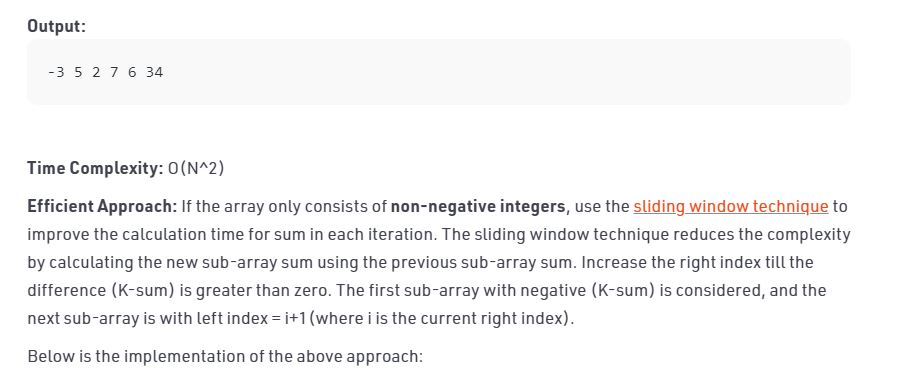 Output:
-3 5 2 7 6 34
Time Complexity: O(N^2)
Efficient Approach: If the array only consists of non-negative integers, use the sliding window technique to
improve the calculation time for sum in each iteration. The sliding window technique reduces the complexity
by calculating the new sub-array sum using the previous sub-array sum. Increase the right index till the
difference (K-sum) is greater than zero. The first sub-array with negative (K-sum) is considered, and the
next sub-array is with left index = i+1(where i is the current right index).
Below is the implementation of the above approach: